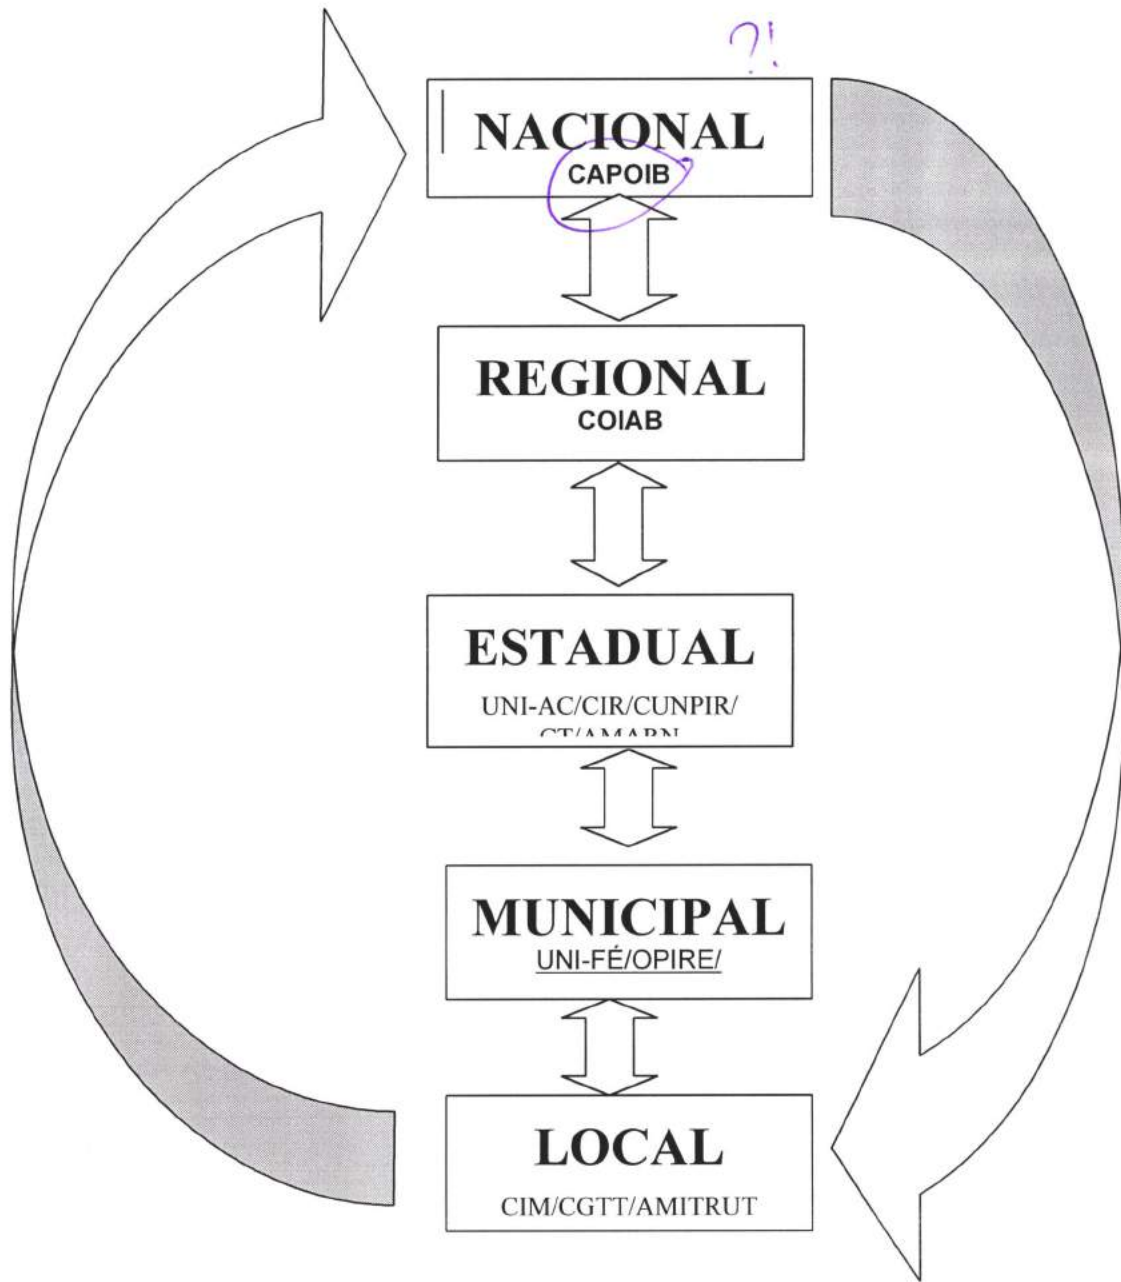 ?!
NACIONAL
CAPOIB
REGIONAL
COIAB
ESTADUAL
UNI-AC/CIR/CUNPIR/
MUNICIPAL
UNI-FÉ/OPIRE/
LOCAL
CIM/CGTT/AMITRUT